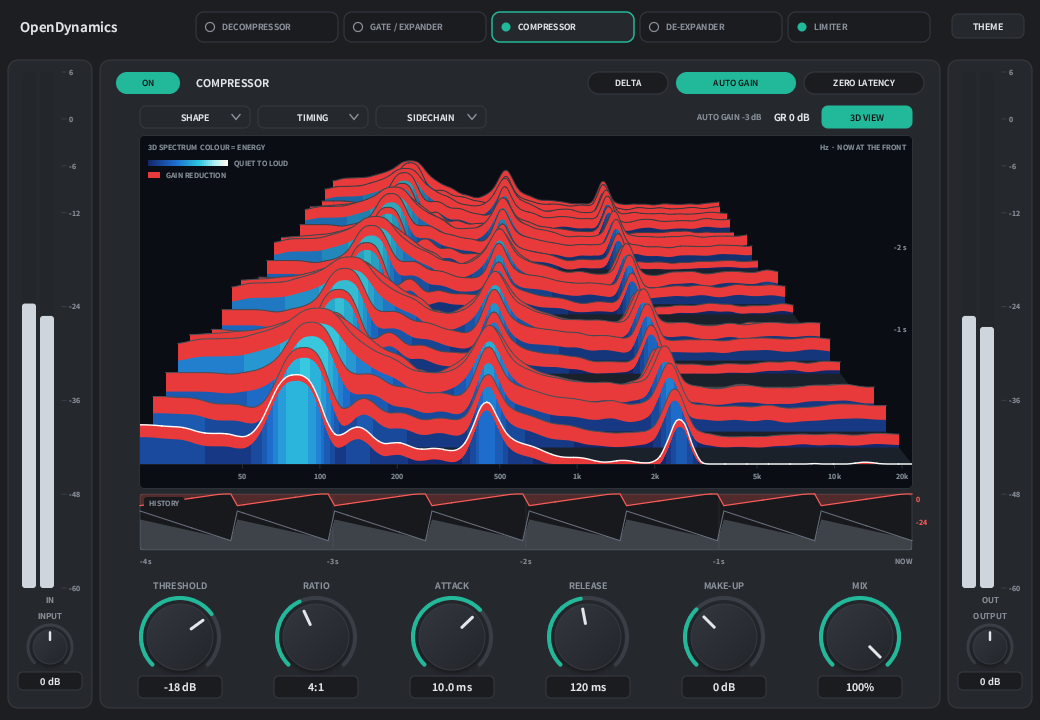 OpenDynamics
DECOMPRESSOR
GATE / EXPANDER
COMPRESSOR
DE-EXPANDER
LIMITER
THEME
ON
COMPRESSOR
DELTA
AUTO GAIN
ZERO LATENCY
SHAPE
TIMING
SIDECHAIN
AUTO GAIN -3 dB
GR 0 dB
3D VIEW
3D SPECTRUM COLOUR = ENERGY
Hz - NOW AT THE FRONT
QUIET TO LOUD
GAIN REDUCTION
6
0
-6
-12
-24
-36
-48
-60
IN
INPUT
0 dB
-2 s
-1 s
50
100
200
500
1k
2k
5k
10k
20k
HISTORY
0
-24
-4s
-3s
-2s
-1s
NOW
THRESHOLD
RATIO
ATTACK
RELEASE
MAKE-UP
MIX
-18 dB
4:1
10.0 ms
120 ms
0 dB
100%
6
0
-6
-12
-24
-36
-48
-60
OUT
OUTPUT
0 dB